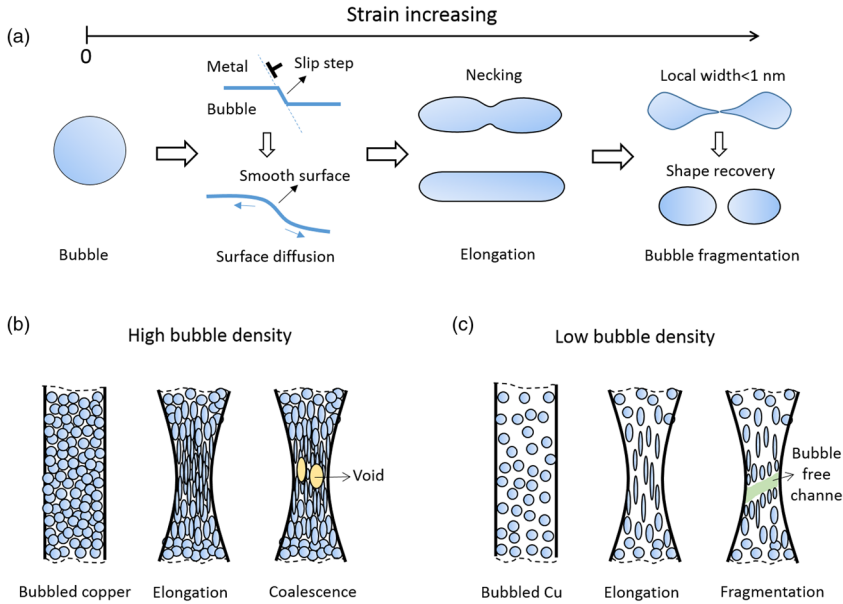 Strain increasing
(a)
0
Metal
Slip step
Bubble
Smooth surface
Necking
Local width<1 nm
Shape recovery
Bubble
Surface diffusion
Elongation
Bubble fragmentation
(b)
High bubble density
(c)
Low bubble density
Void
Bubble
free
channe
Bubbled copper
Elongation
Coalescence
Bubbled Cu
Elongation
Fragmentation